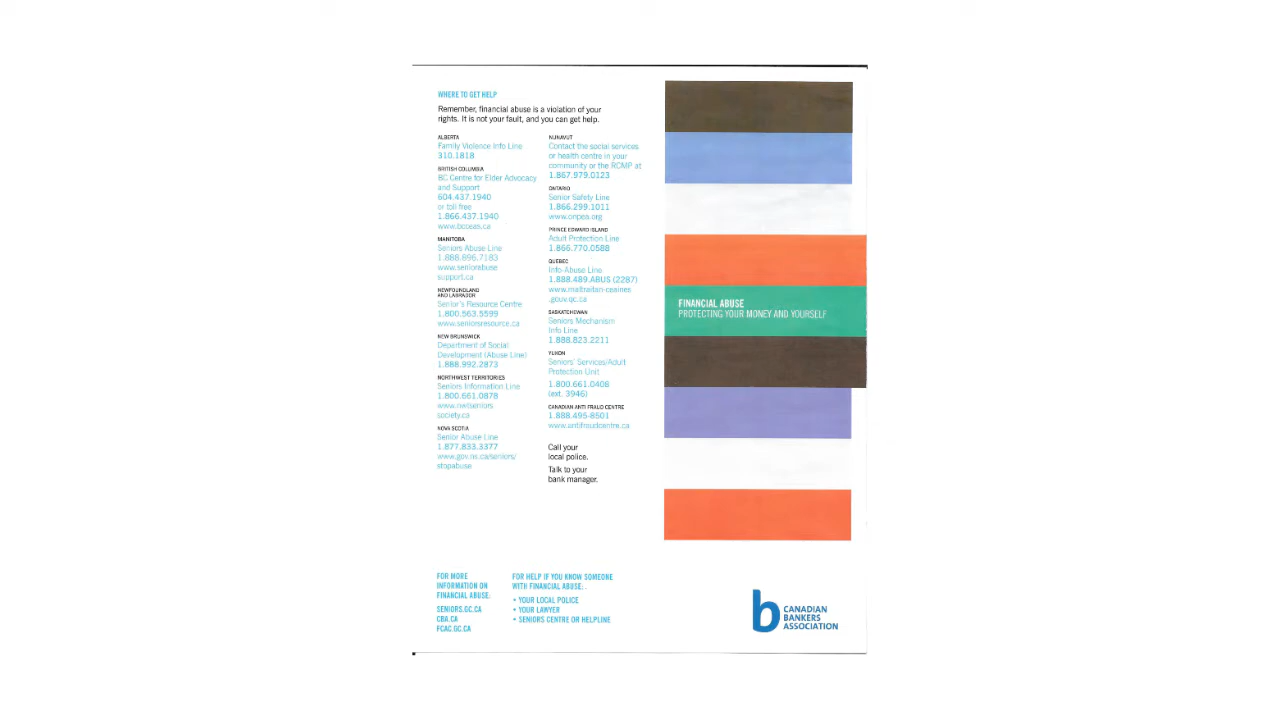 WHERE TO GET HELP
Remember, financial abuse is a violation of your
rights. It is not your fault, and you can get help.
ALBERTA
Family Violence Info Line
310.1818
BRITISH COLUMBIA
BC Centre for Elder Advocacy
and Support
604.437.1940
or toll free
1.866.437.1940
www.bcceas.ca
MANITOBA
Seniors Abuse Line
1.888.896.7183
www.seniorabuse
support.ca
NEWFOUNDLAND
AND LABRADOR
Senior's Resource Centre
1.800.563.5599
www.seniorsresource.ca
NEW BRUNSWICK
Department of Social
Development (Abuse Line)
1.888.992.2873
NORTHWEST TERRITORIES
Seniors Information Line
1.800.661.0878
www.nwtseniors
society.ca
NOVA SCOTIA
Senior Abuse Line
1.877.833.3377
www.gov.ns.ca/seniors/
stopabuse
NUNAVUT
Contact the social services
or health centre in your
community or the RCMP at
1.867.979.0123
ONTARIO
Senior Safety Line
1.866.299.1011
www.onpea.org
PRINCE EDWARD ISLAND
Adult Protection Line
1.866.770.0588
QUEBEC
Info-Abuse Line
1.888.489.ABUS (2287)
www.maltraitan-ceaines
.gouv.qc.ca
SASKATCHEWAN
Seniors Mechanism
Info Line
1.888.823.2211
YUKON
Seniors' Services/Adult
Protection Unit
1.800.661.0408
(ext. 3946)
CANADIAN ANTI FRAUD CENTRE
1.888.495-8501
www.antifraudcentre.ca
Call your
local police.
Talk to your
bank manager.
FOR MORE
INFORMATION ON
FINANCIAL ABUSE:
SENIORS.GC.CA
CBA.CA
FCAC.GC.CA
FOR HELP IF YOU KNOW SOMEONE
WITH FINANCIAL ABUSE:
• YOUR LOCAL POLICE
• YOUR LAWYER
• SENIORS CENTRE OR HELPLINE
FINANCIAL ABUSE
PROTECTING YOUR MONEY AND YOURSELF
b CANADIAN
BANKERS
ASSOCIATION